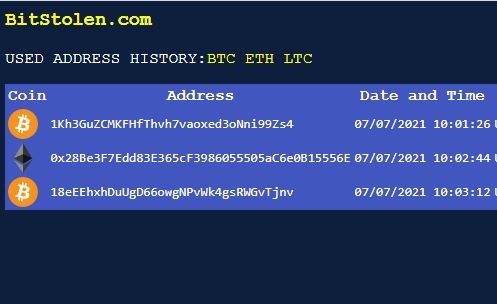 BitStolen.com
USED ADDRESS HISTORY:BTC ETH LTC
Coin Address Date and Time
1Kh3GuZCMKFHfThvh7vaoxed3oNni99Zs4 07/07/2021 10:01:26 U
0x28Be3F7Edd83E365cF3986055505aC6e0B15556E 07/07/2021 10:02:44 U
18eEEhxhDuUgD66owgNPvWk4gsRWGvTjnv 07/07/2021 10:03:12 U